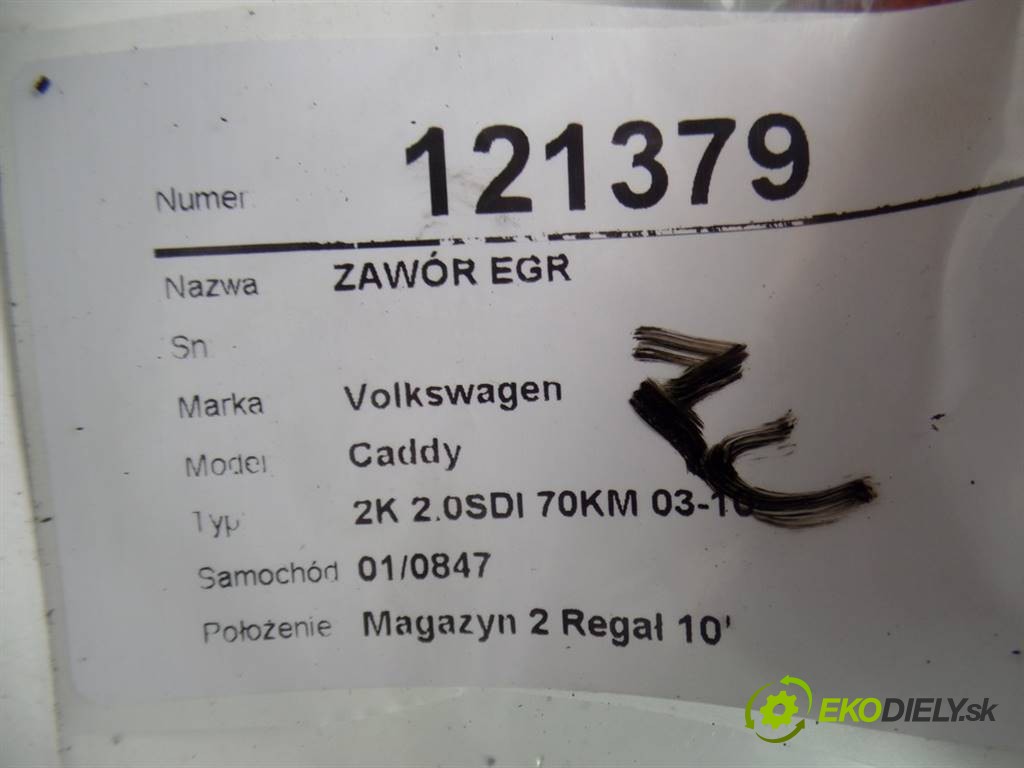 Numer 121379
Nazwa ZAWÓR EGR
Sn
Marka Volkswagen
Model Caddy
Typ 2K 2.0SDI 70KM 03-10
Samochód 01/0847
Położenie Magazyn 2 Regał 10'
EKODIELY.sk